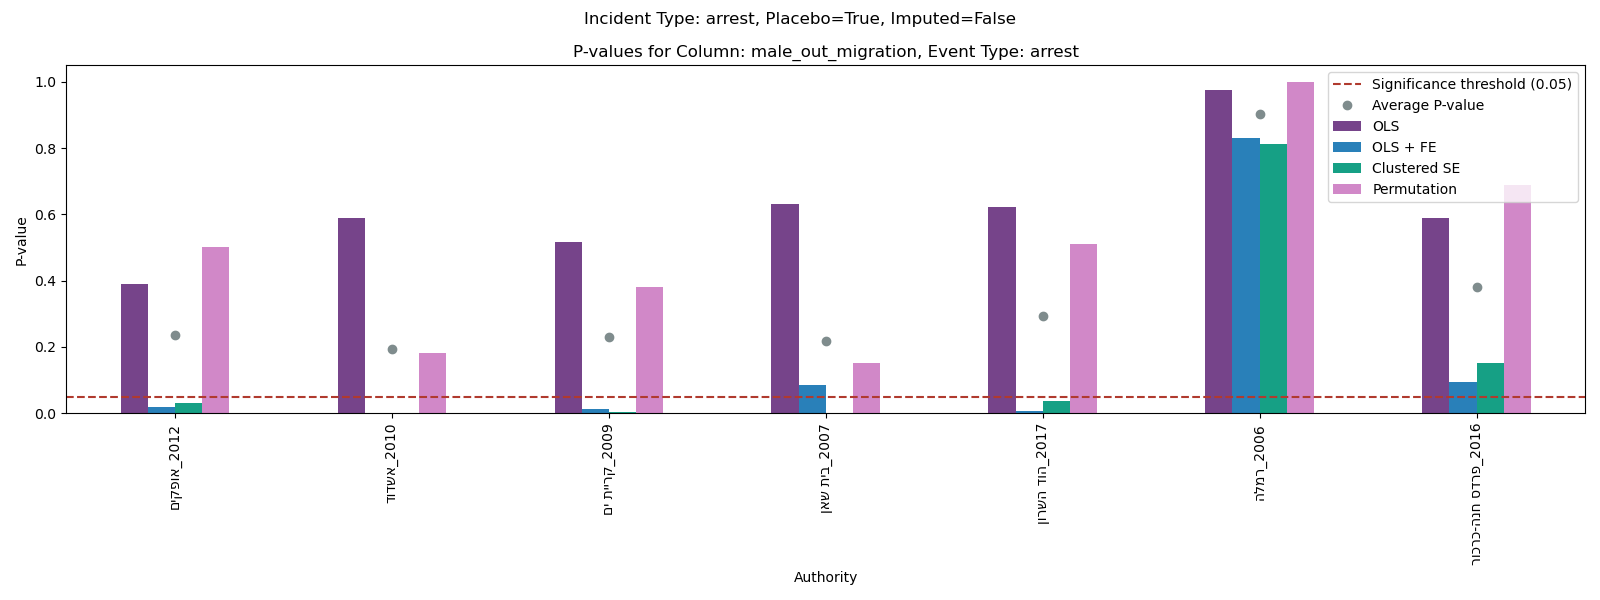 Incident Type: arrest, Placebo=True, Imputed=False
P-values for Column: male_out_migration, Event Type: arrest
P-value
1.0
0.8
0.6
0.4
0.2
0.0
Significance threshold (0.05)
Average P-value
OLS
OLS + FE
Clustered SE
Permutation
אופקים_2012
אשדוד_2010
קריית ים_2009
בית שאן_2007
הוד השרון_2017
רמלה_2006
פרדס חנה-כרכור_2016
Authority